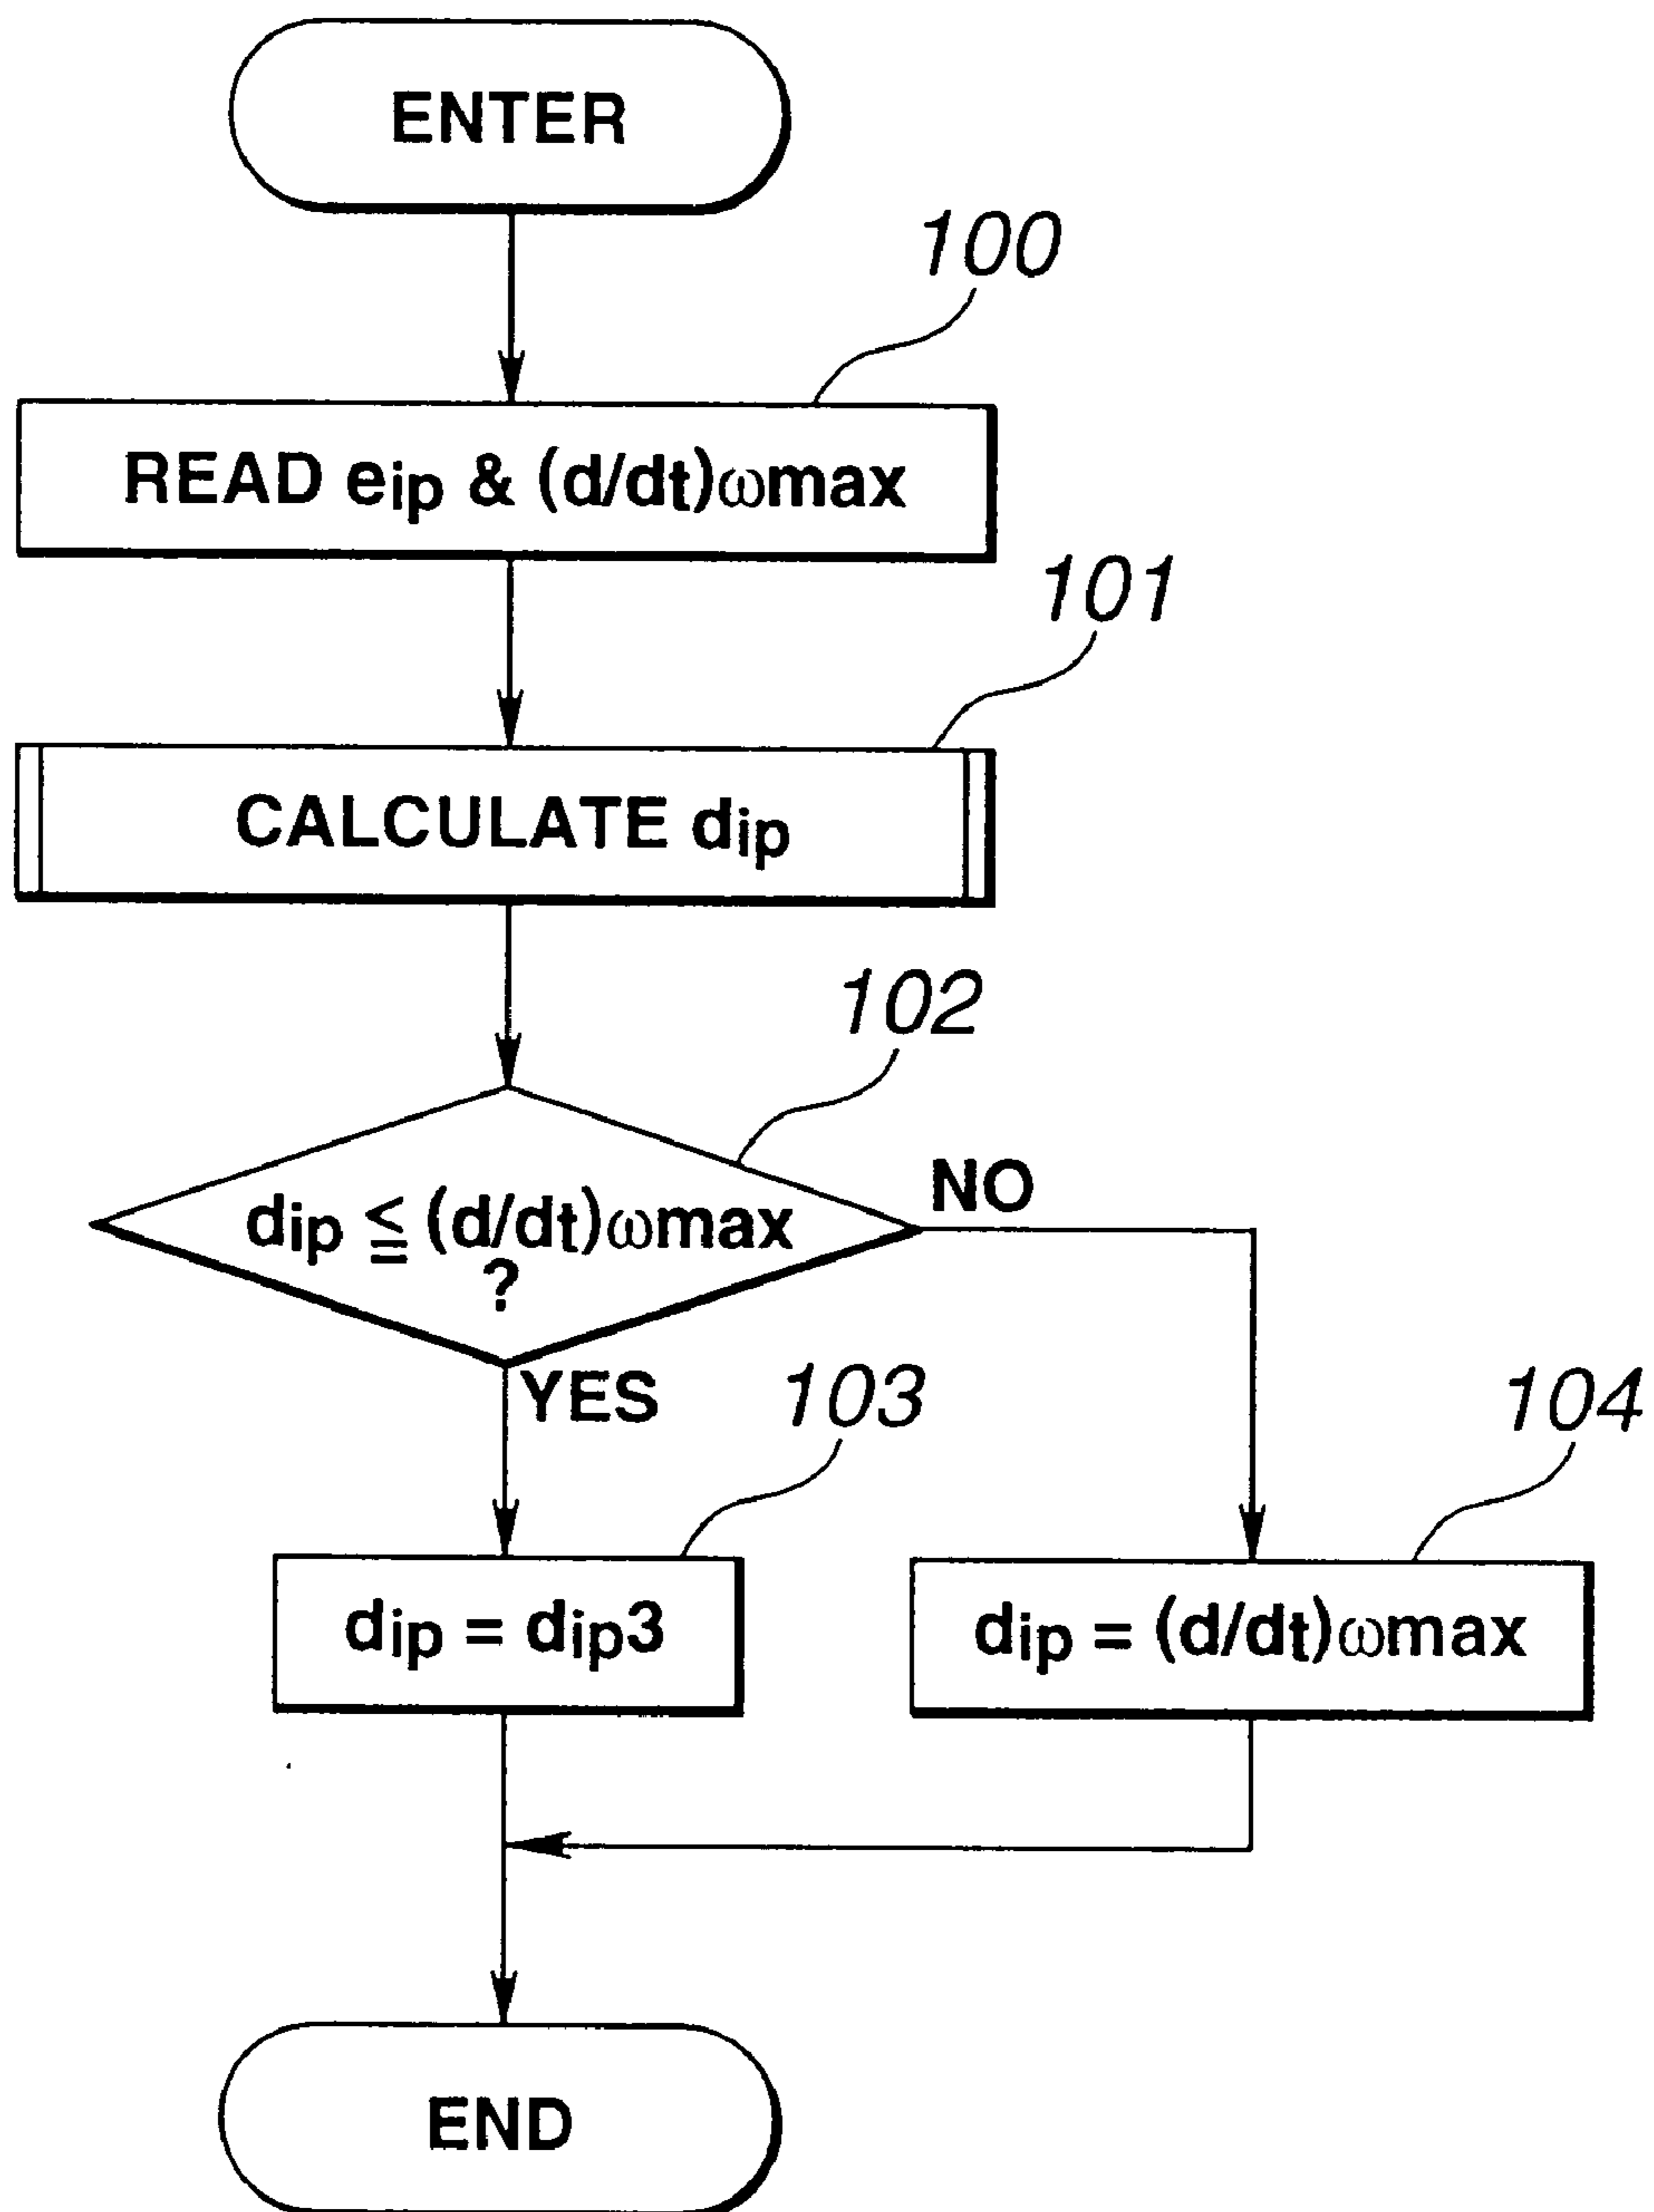 ENTER
100
READ eip & (d/dt)ωmax
101
CALCULATE dip
102
dip ≦ (d/dt)ωmax
?
NO
YES
103
104
dip = dip3
dip = (d/dt)ωmax
END